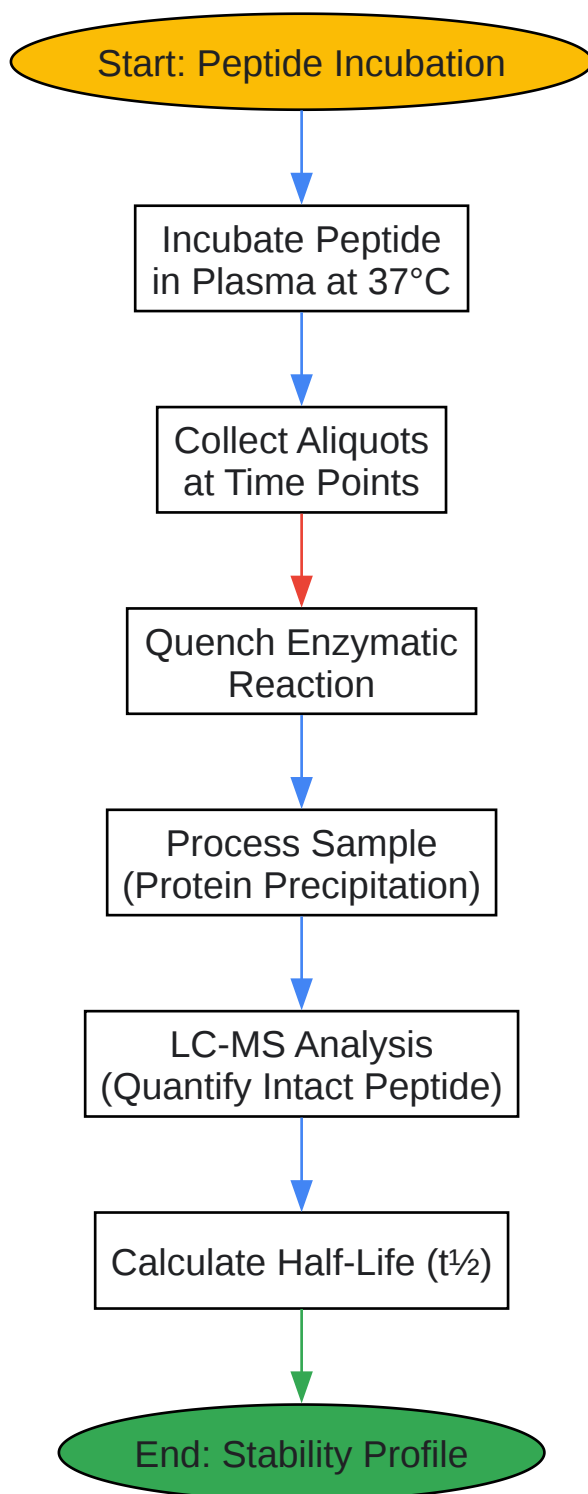 Start: Peptide Incubation
Incubate Peptide
in Plasma at 37°C
Collect Aliquots
at Time Points
Quench Enzymatic
Reaction
Process Sample
(Protein Precipitation)
LC-MS Analysis
(Quantify Intact Peptide)
Calculate Half-Life (t½)
End: Stability Profile